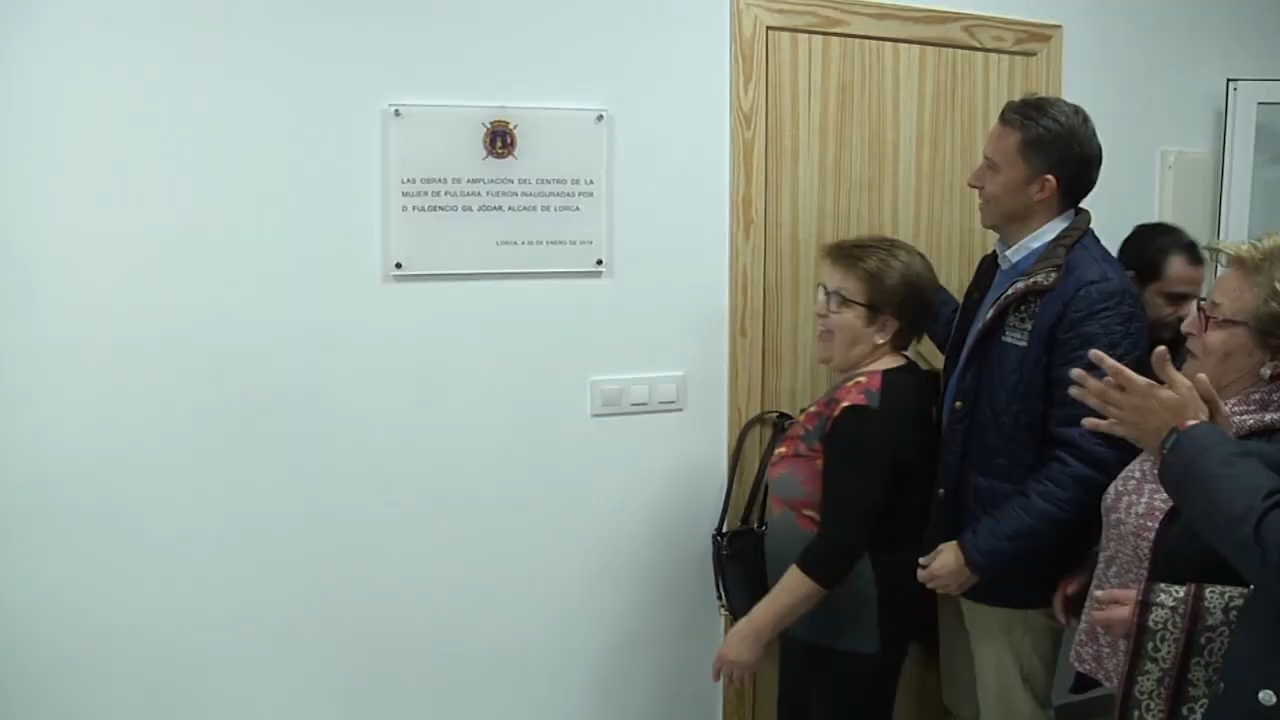 LAS OBRAS DE AMPLIACIÓN DEL CENTRO DE LA
MUJER DE PULGARA, FUERON INAUGURADAS POR
D. FULGENCIO GIL JÓDAR, ALCADE DE LORCA.
LORCA, A DE ENERO DE 2019